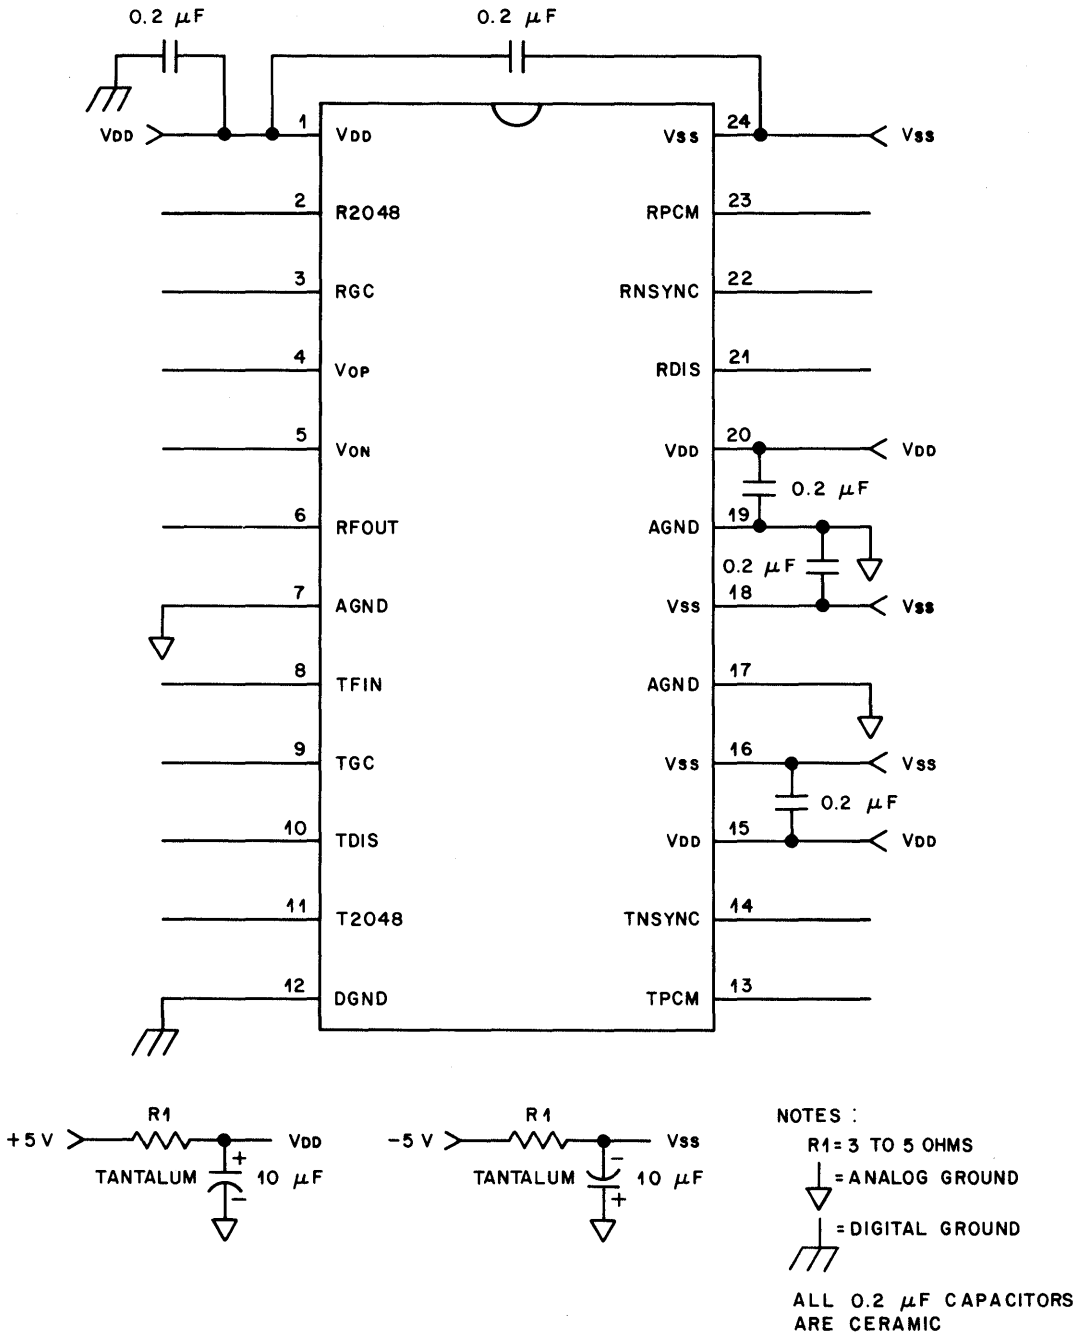 0.2 μF
0.2 μF
VDD
1
VDD
VSS
24
VSS
2
R2048
RPCM
23
3
RGC
RNSYNC
22
4
VOP
RDIS
21
5
VON
VDD
20
VDD
0.2 μF
6
RFOUT
AGND
19
0.2 μF
7
AGND
VSS
18
VSS
8
TFIN
AGND
17
9
TGC
VSS
16
VSS
0.2 μF
10
TDIS
VDD
15
VDD
11
T2048
TNSYNC
14
12
DGND
TPCM
13
+5V
R1
VDD
TANTALUM
+
10 μF
–
-5 V
R1
VSS
TANTALUM
–
10 μF
+
NOTES :
R1=3 TO 5 OHMS
=ANALOG GROUND
=DIGITAL GROUND
ALL 0.2 μF CAPACITORS
ARE CERAMIC